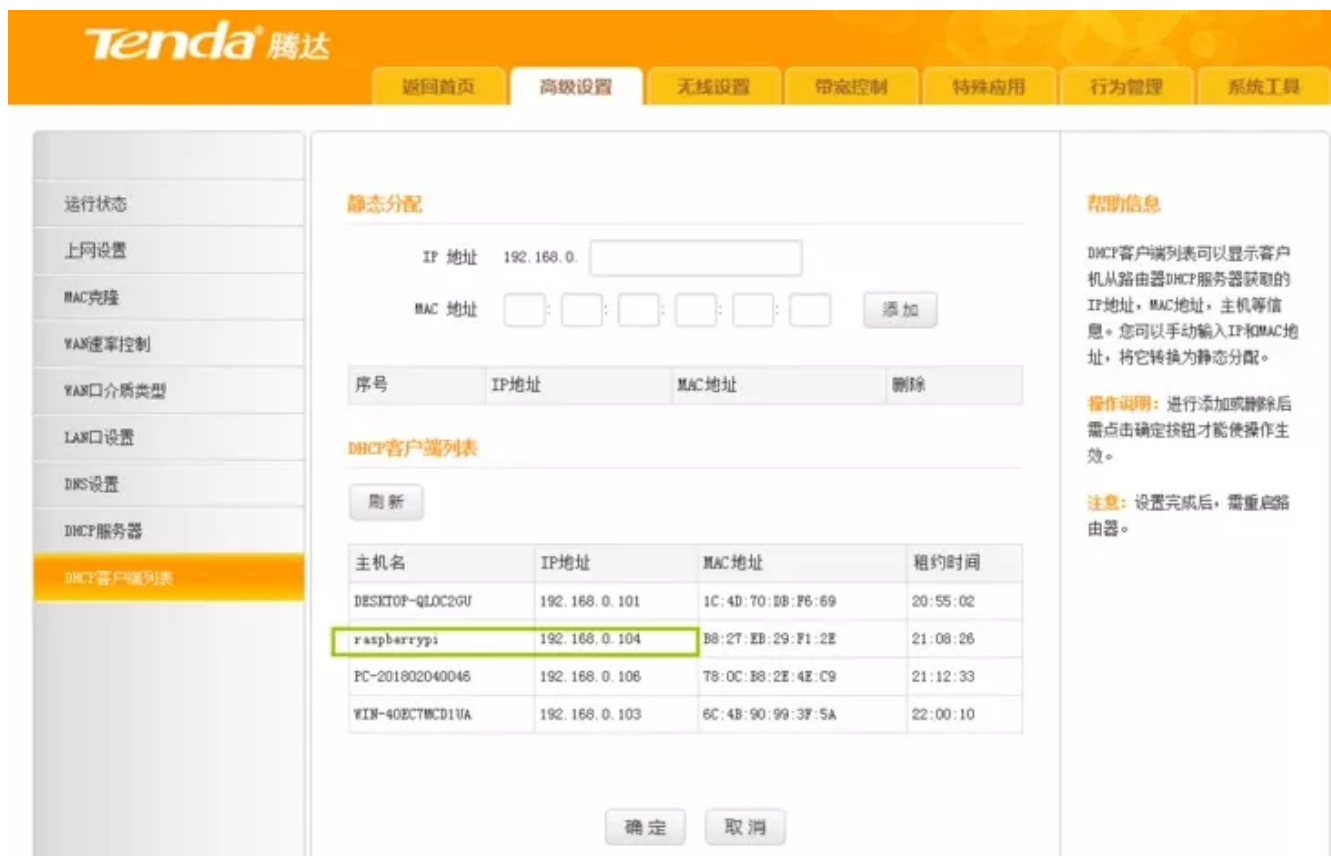 Tenda® 腾达
返回首页 高级设置 无线设置 带宽控制 特殊应用 行为管理 系统工具
运行状态
上网设置
MAC克隆
WAN速率控制
WAN口介质类型
LAN口设置
DNS设置
DHCP服务器
DHCP客户端列表
静态分配
IP 地址 192.168.0.
MAC 地址 : : : : : 添加
序号 IP地址 MAC地址 删除
DHCP客户端列表
刷新
主机名 IP地址 MAC地址 租约时间
DESKTOP-QLOC2GU 192.168.0.101 1C:4D:70:DB:F6:69 20:55:02
raspberrypi 192.168.0.104 B8:27:EB:29:F1:2E 21:08:26
PC-201802040046 192.168.0.106 78:0C:B8:2E:4E:C9 21:12:33
WIN-40EC7MCD1UA 192.168.0.103 6C:4B:90:99:3F:5A 22:00:10
确定 取消
帮助信息
DHCP客户端列表可以显示客户
机从路由器DHCP服务器获取的
IP地址，MAC地址，主机等信
息。您可以手动输入IP和MAC地
址，将它转换为静态分配。
操作说明：进行添加或删除后
需点击确定按钮才能使操作生
效。
注意：设置完成后，需重启路
由器。